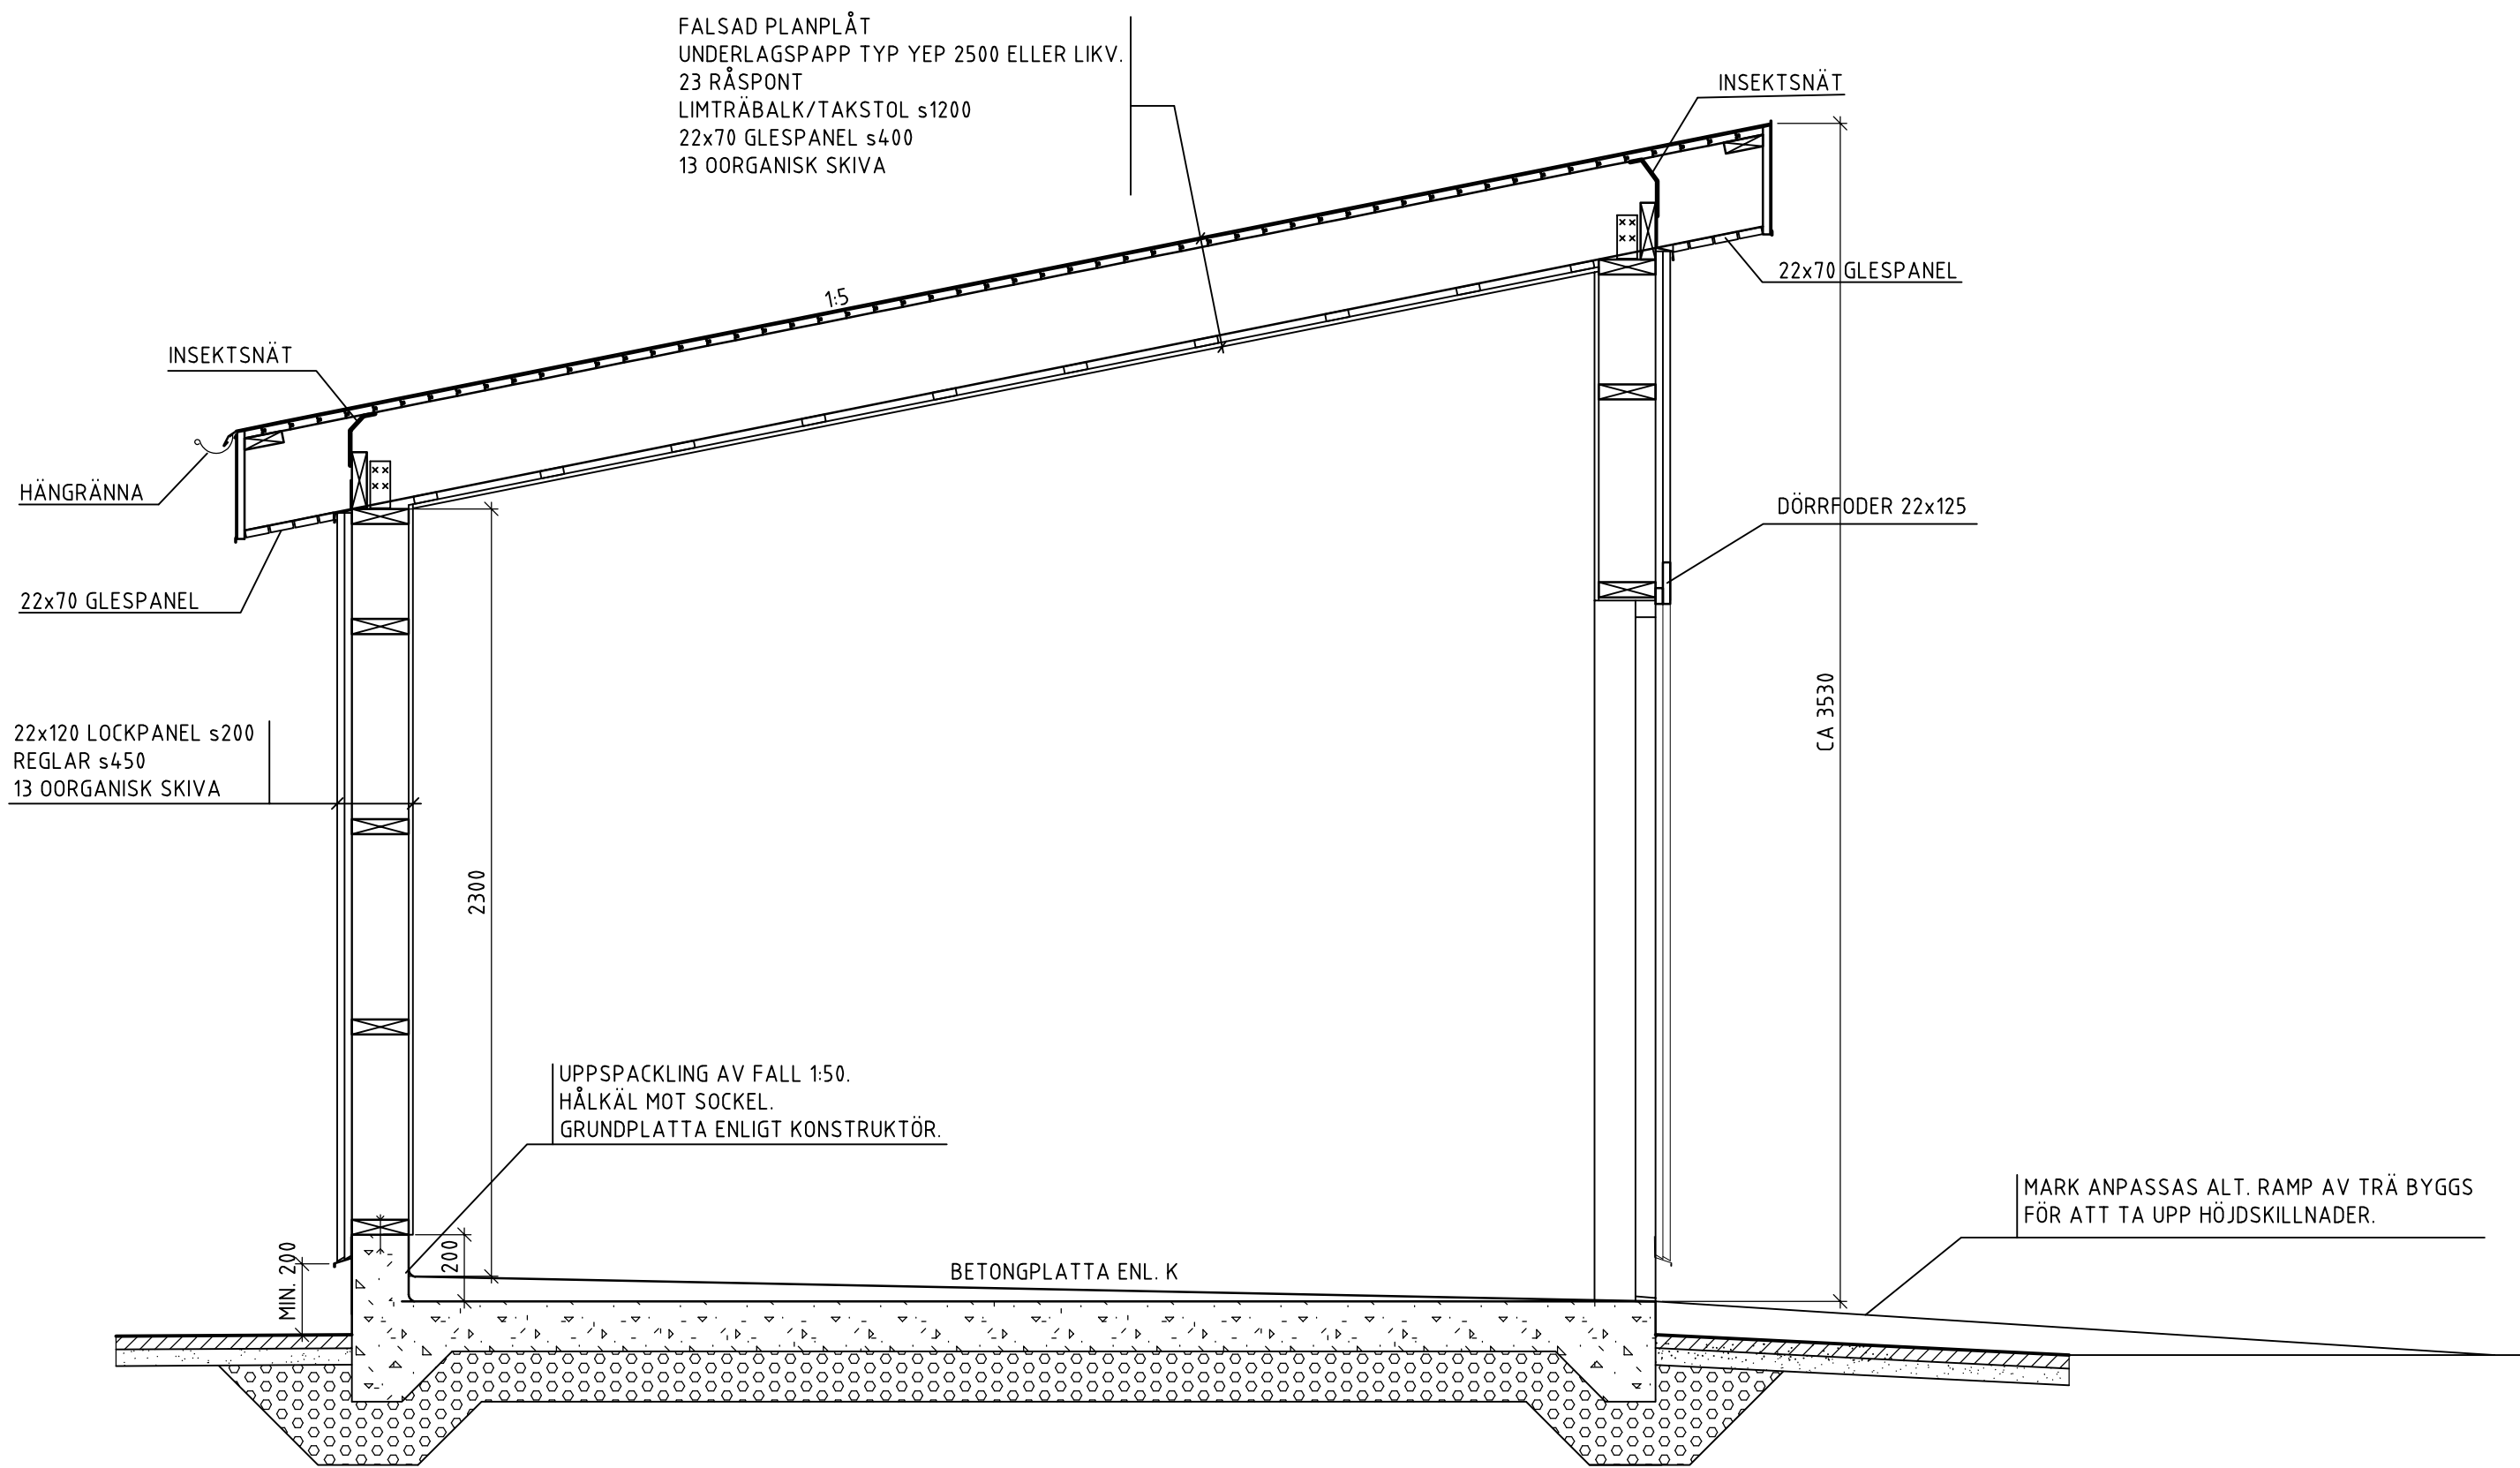 FALSAD PLANPLÅT
UNDERLAGSPAPP TYP YEP 2500 ELLER LIKV.
23 RÅSPONT
LIMTRÄBALK/TAKSTOL s1200
22x70 GLESPANEL s400
13 OORGANISK SKIVA
INSEKTSNÄT
22x70 GLESPANEL
1:5
INSEKTSNÄT
HÄNGRÄNNA
DÖRRFODER 22x125
22x70 GLESPANEL
CA 3530
22x120 LOCKPANEL s200
REGLAR s450
13 OORGANISK SKIVA
2300
UPPSPACKLING AV FALL 1:50.
HÅLKÄL MOT SOCKEL.
GRUNDPLATTA ENLIGT KONSTRUKTÖR.
MARK ANPASSAS ALT. RAMP AV TRÄ BYGGS
FÖR ATT TA UPP HÖJDSKILLNADER.
MIN. 200
200
BETONGPLATTA ENL. K